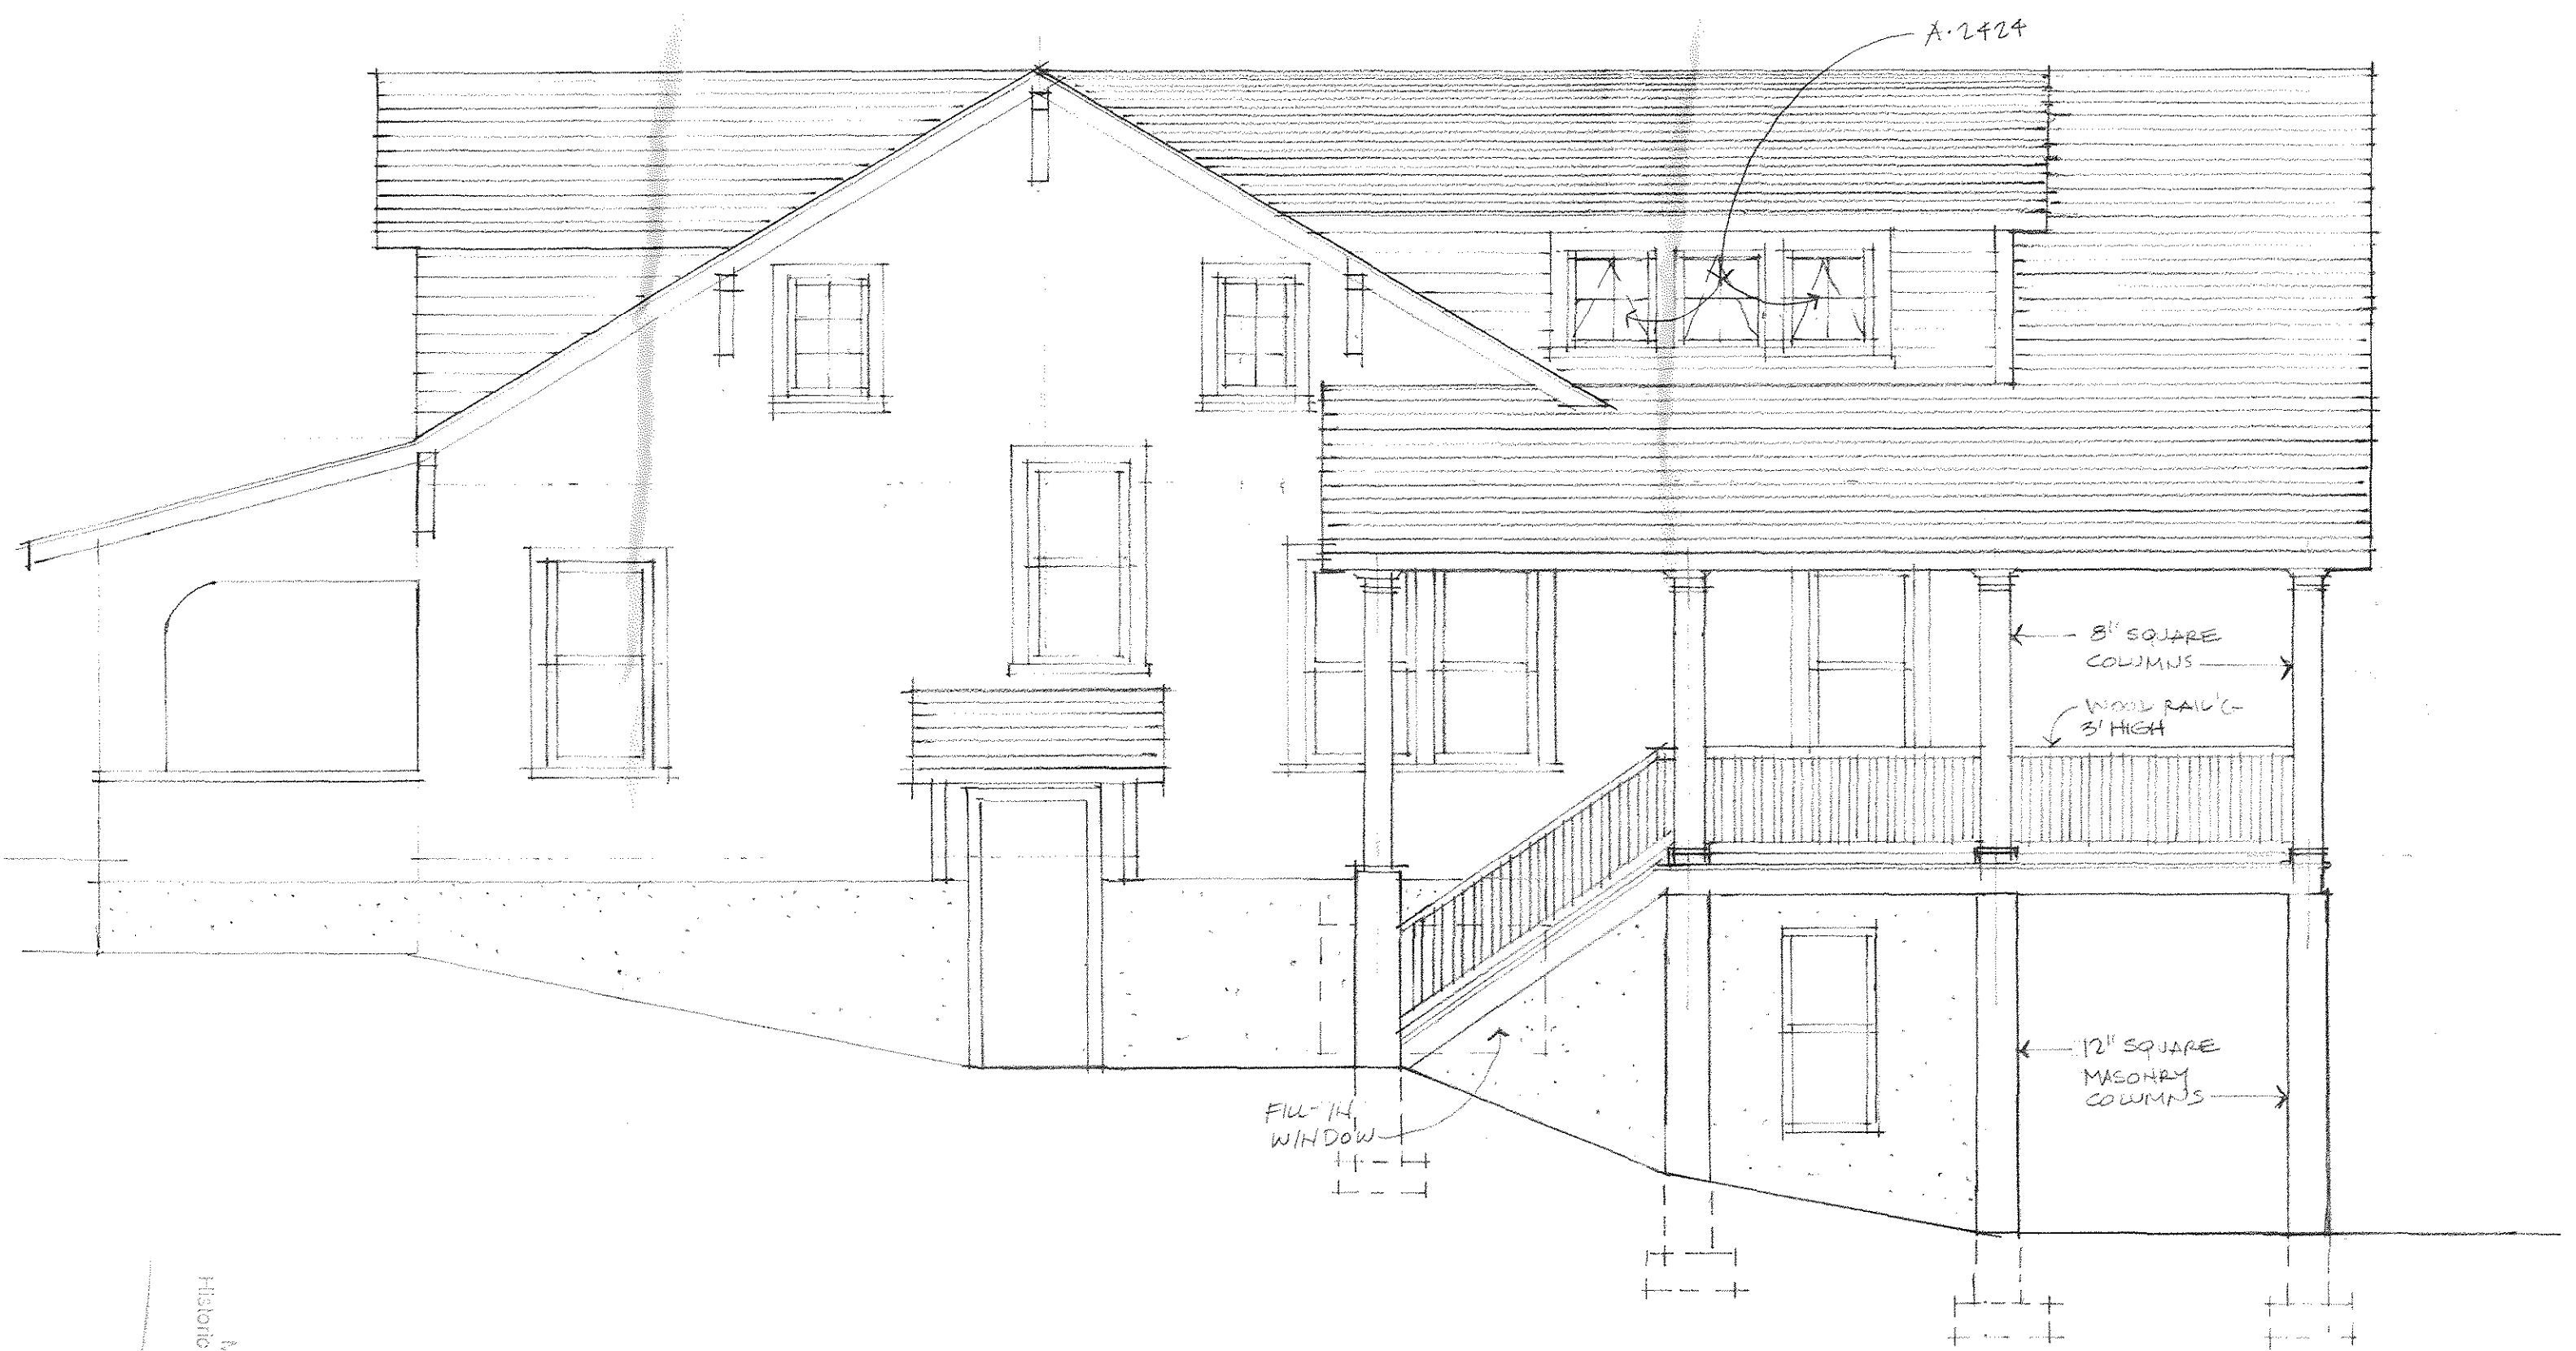 A·2424
8" SQUARE
COLUMNS
WOOD RAIL'G
3' HIGH
12" SQUARE
MASONRY
COLUMNS
FILL-IN
WINDOW
Historic